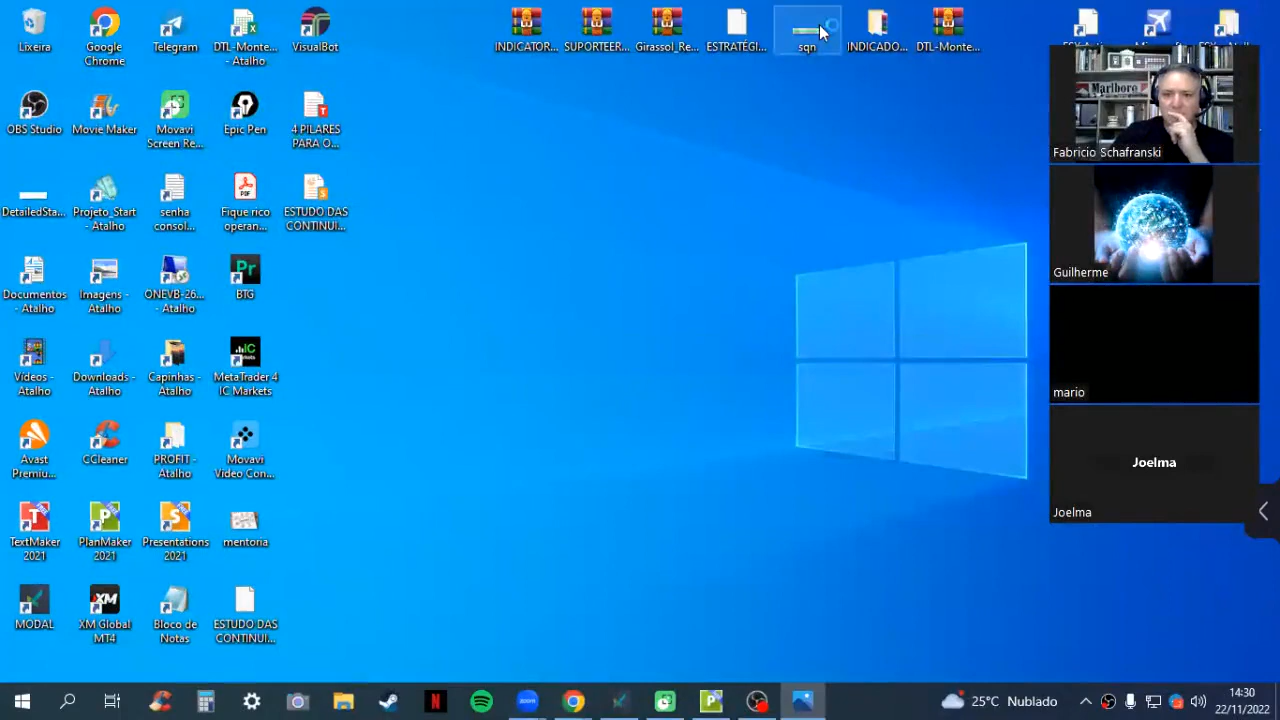 Lixeira
Google
Chrome
Telegram
DTL-Monte...
- Atalho
VisualBot
INDICATOR...
SUPORTEER...
Girassol_Re...
ESTRATÉGI...
sqn
INDICADO...
DTL-Monte...
OBS Studio
Movie Maker
Movavi
Screen Re...
Epic Pen
4 PILARES
PARA O...
Marlboro
Fabricio Schafranski
DetailedSta...
Projeto_Start
- Atalho
senha
consol...
Fique rico
operan...
ESTUDO DAS
CONTINUI...
Guilherme
Documentos
- Atalho
Imagens -
Atalho
ONEVB-26...
- Atalho
BTG
Vídeos -
Atalho
Downloads -
Atalho
Capinhas -
Atalho
MetaTrader 4
IC Markets
mario
Avast
Premiu...
CCleaner
PROFIT -
Atalho
Movavi
Video Con...
Joelma
Joelma
TextMaker
2021
PlanMaker
2021
Presentations
2021
mentoria
MODAL
XM Global
MT4
Bloco de
Notas
ESTUDO DAS
CONTINUI...
25°C Nublado
14:30
22/11/2022